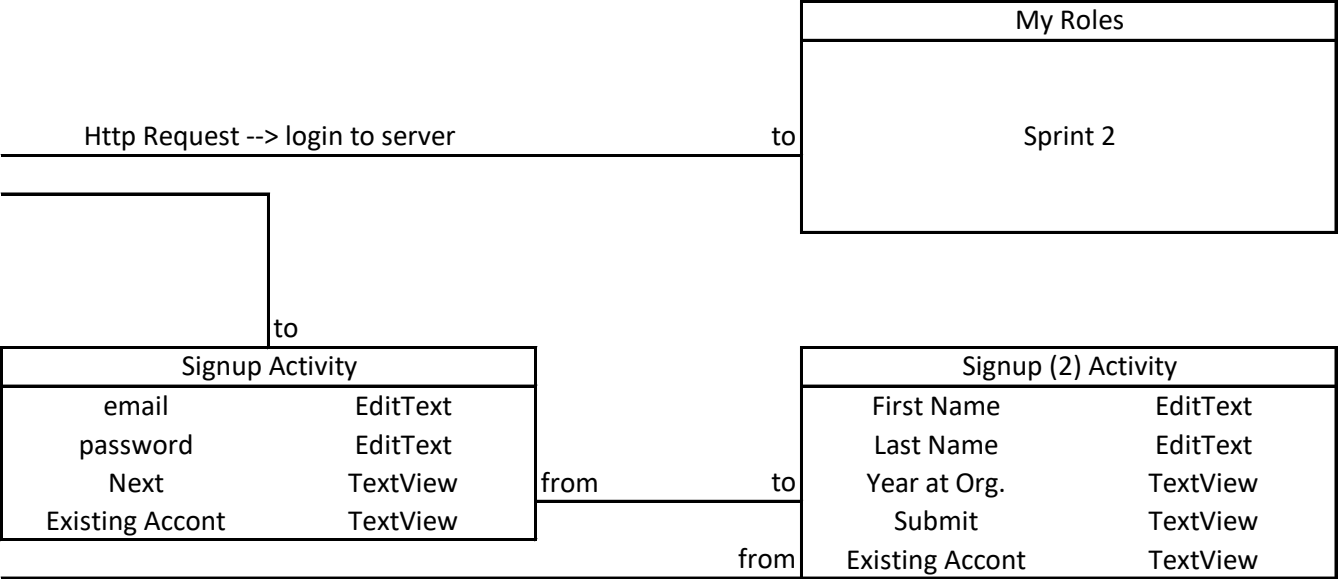 My Roles
Http Request --> login to server to Sprint 2
to
Signup Activity Signup (2) Activity
email EditText First Name EditText
password EditText Last Name EditText
Next TextView from to Year at Org. TextView
Existing Accont TextView Submit TextView
from Existing Accont TextView